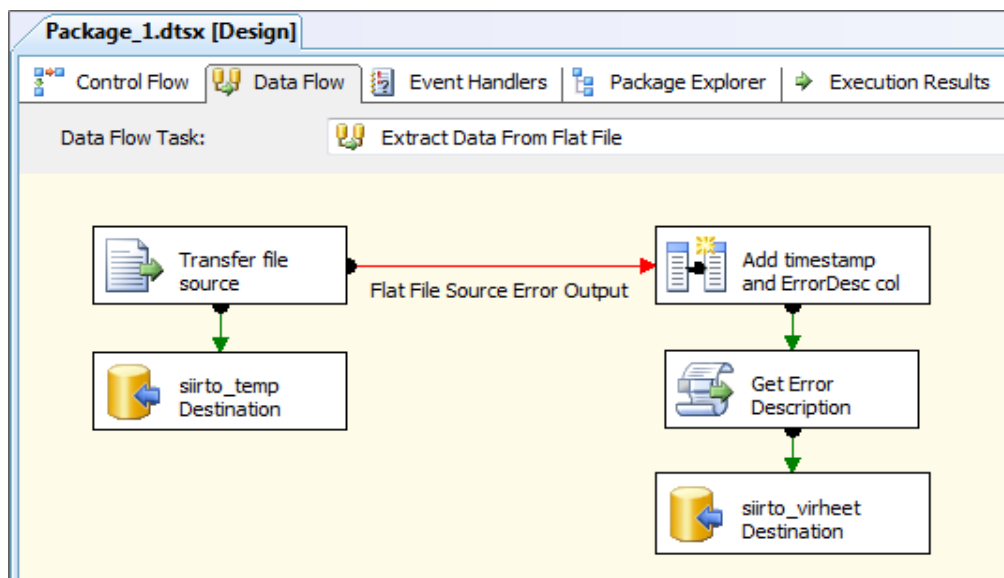 Package_1.dtsx [Design]
Control Flow
Data Flow
Event Handlers
Package Explorer
Execution Results
Data Flow Task:
Extract Data From Flat File
Transfer file
source
Flat File Source Error Output
Add timestamp
and ErrorDesc col
siirto_temp
Destination
Get Error
Description
siirto_virheet
Destination